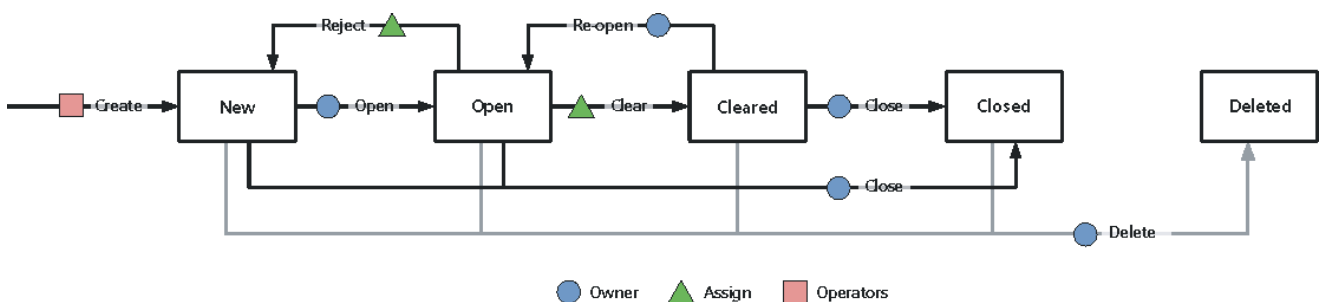 Reject
Re-open
Create
New
Open
Open
Clear
Cleared
Close
Closed
Deleted
Close
Delete
Owner
Assign
Operators